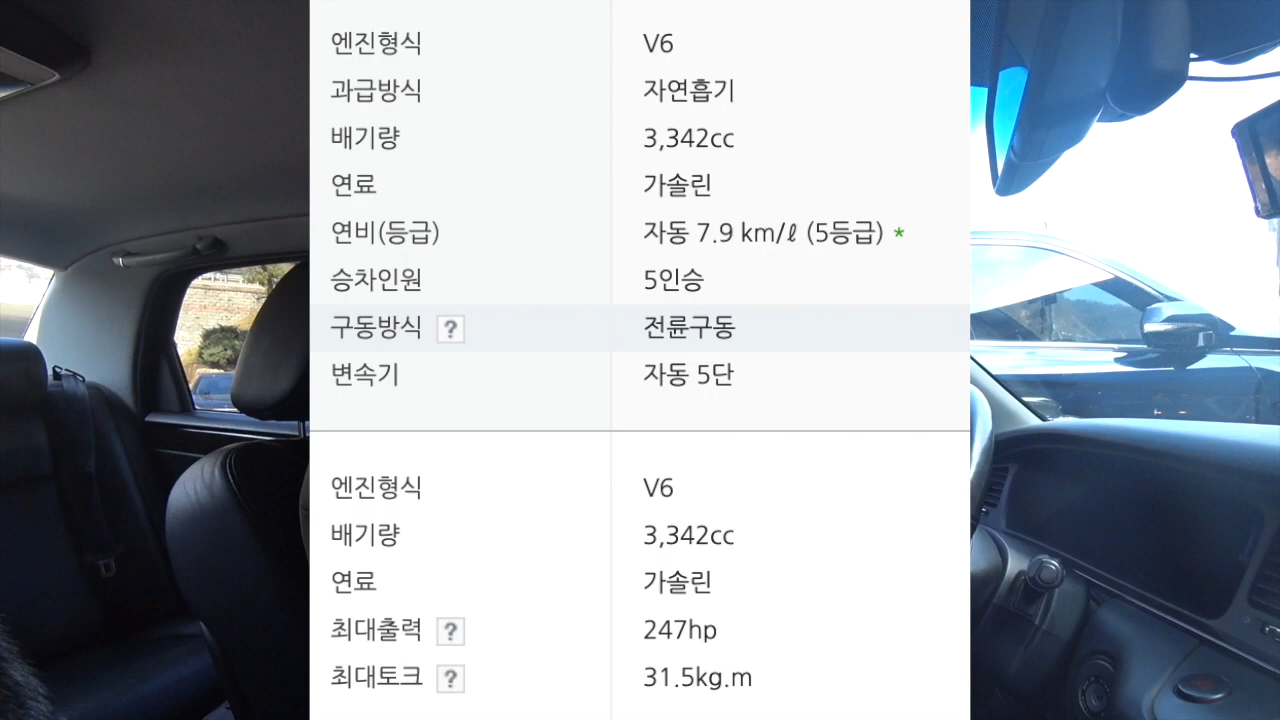 엔진형식 V6
과급방식 자연흡기
배기량 3,342cc
연료 가솔린
연비(등급) 자동 7.9 km/ℓ (5등급) *
승차인원 5인승
구동방식 ? 전륜구동
변속기 자동 5단
엔진형식 V6
배기량 3,342cc
연료 가솔린
최대출력 ? 247hp
최대토크 ? 31.5kg.m